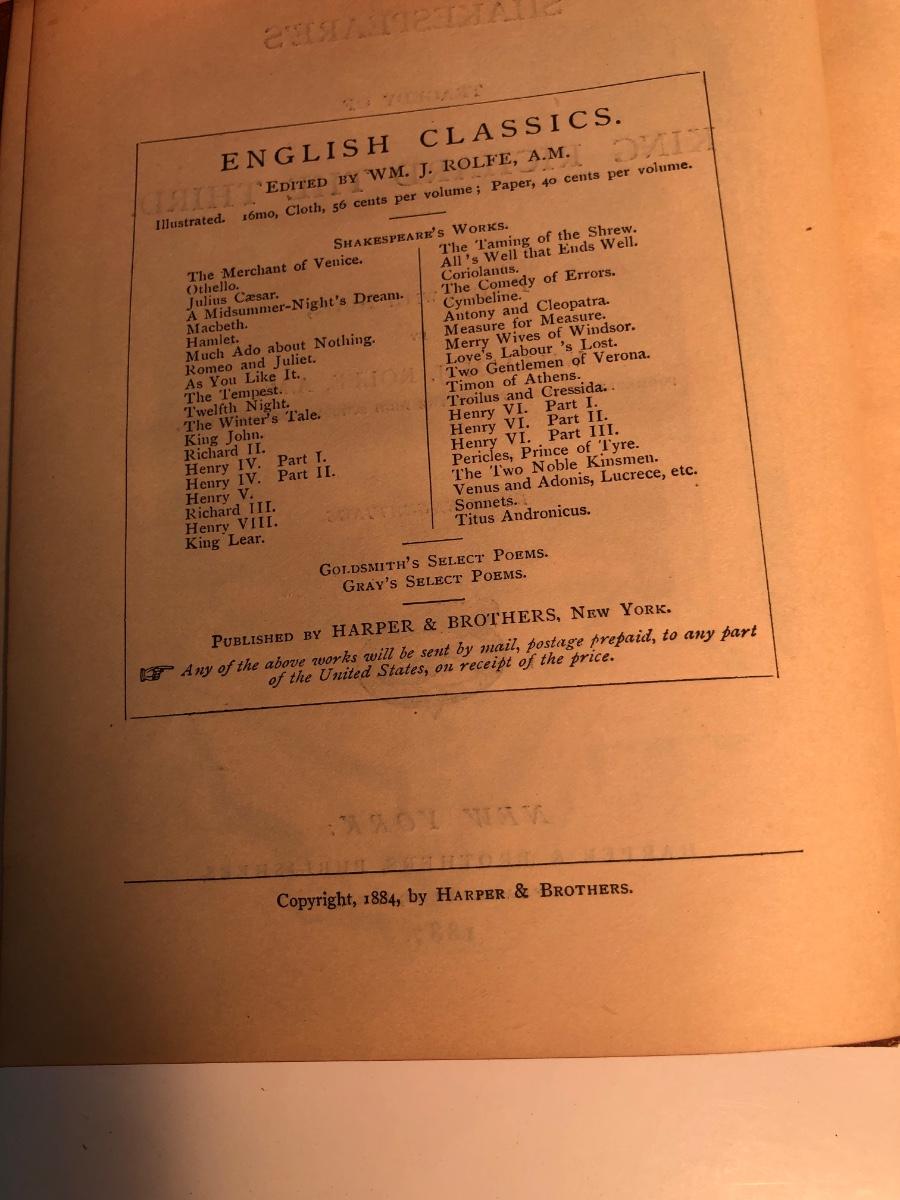 ENGLISH CLASSICS.
EDITED BY WM. J. ROLFE, A.M.
Illustrated. 16mo, Cloth, 56 cents per volume; Paper, 40 cents per volume.
SHAKESPEARE'S WORKS.
The Merchant of Venice.
Othello.
Julius Cæsar.
A Midsummer-Night's Dream.
Macbeth.
Hamlet.
Much Ado about Nothing.
Romeo and Juliet.
As You Like It.
The Tempest.
Twelfth Night.
The Winter's Tale.
King John.
Richard II.
Henry IV. Part I.
Henry IV. Part II.
Henry V.
Richard III.
Henry VIII.
King Lear.
The Taming of the Shrew.
All 's Well that Ends Well.
Coriolanus.
The Comedy of Errors.
Cymbeline.
Antony and Cleopatra.
Measure for Measure.
Merry Wives of Windsor.
Love's Labour 's Lost.
Two Gentlemen of Verona.
Timon of Athens.
Troilus and Cressida.
Henry VI. Part I.
Henry VI. Part II.
Henry VI. Part III.
Pericles, Prince of Tyre.
The Two Noble Kinsmen.
Venus and Adonis, Lucrece, etc.
Sonnets.
Titus Andronicus.
GOLDSMITH'S SELECT POEMS.
GRAY'S SELECT POEMS.
PUBLISHED BY HARPER & BROTHERS, NEW YORK.
☞ Any of the above works will be sent by mail, postage prepaid, to any part
of the United States, on receipt of the price.
Copyright, 1884, by HARPER & BROTHERS.